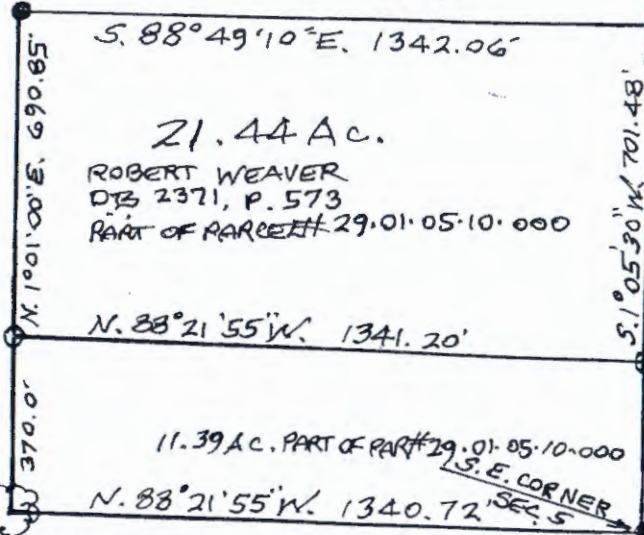 S. 88°49'10"E. 1342.06'
N. 1°01'00"E. 690.58'
21.44 Ac.
ROBERT WEAVER
DB 2371, P. 573
PART OF PARCEL# 29.01.05.10.000
S. 1°05'20"W. 701.48'
N. 88°21'55"W. 1341.20'
370.0'
11.39 AC. PART OF PAR# 29.01.05.10.000
S.E. CORNER
SEC. 5
N. 88°21'55"W. 1340.72'